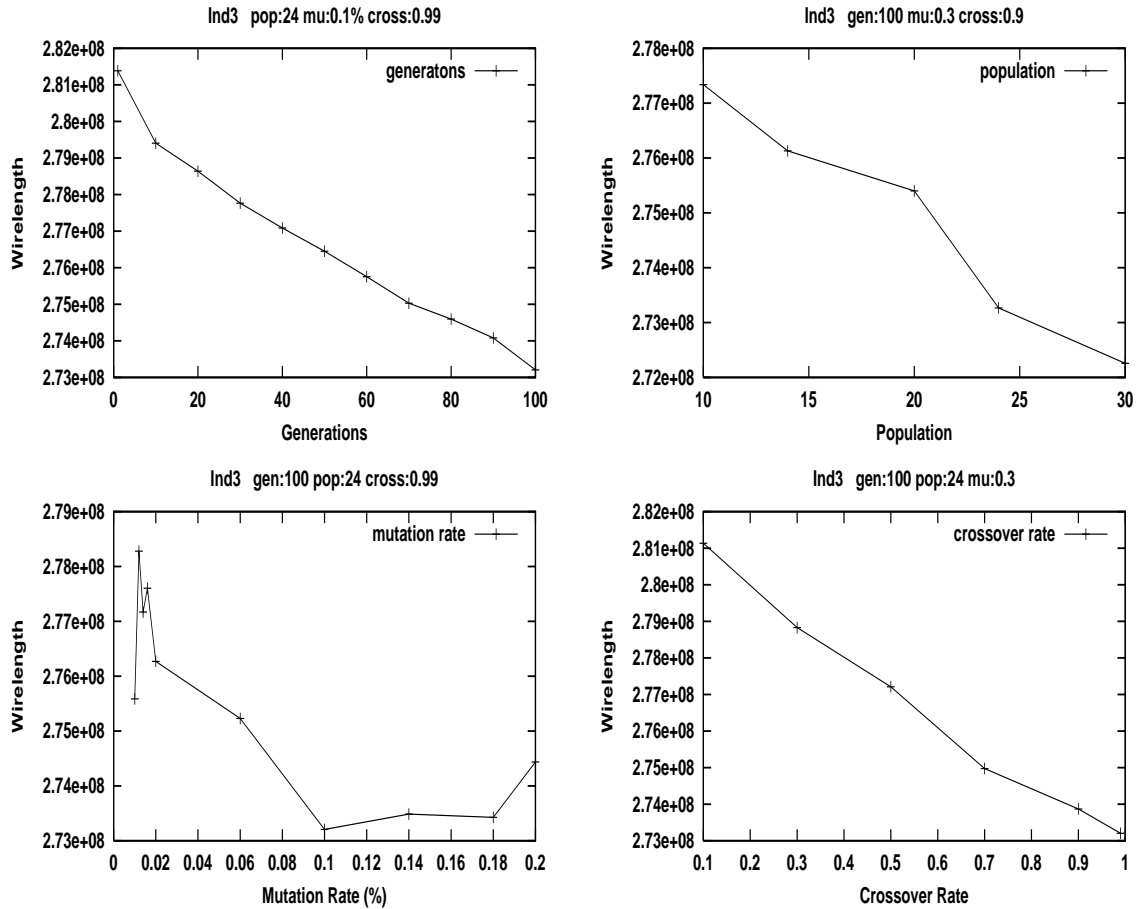 Ind3 pop:24 mu:0.1% cross:0.99
generatons
Wirelength
2.82e+08
2.81e+08
2.8e+08
2.79e+08
2.78e+08
2.77e+08
2.76e+08
2.75e+08
2.74e+08
2.73e+08
0 20 40 60 80 100
Generations
Ind3 gen:100 mu:0.3 cross:0.9
population
Wirelength
2.78e+08
2.77e+08
2.76e+08
2.75e+08
2.74e+08
2.73e+08
2.72e+08
10 15 20 25 30
Population
Ind3 gen:100 pop:24 cross:0.99
mutation rate
Wirelength
2.79e+08
2.78e+08
2.77e+08
2.76e+08
2.75e+08
2.74e+08
2.73e+08
0 0.02 0.04 0.06 0.08 0.1 0.12 0.14 0.16 0.18 0.2
Mutation Rate (%)
Ind3 gen:100 pop:24 mu:0.3
crossover rate
Wirelength
2.82e+08
2.81e+08
2.8e+08
2.79e+08
2.78e+08
2.77e+08
2.76e+08
2.75e+08
2.74e+08
2.73e+08
0.1 0.2 0.3 0.4 0.5 0.6 0.7 0.8 0.9 1
Crossover Rate